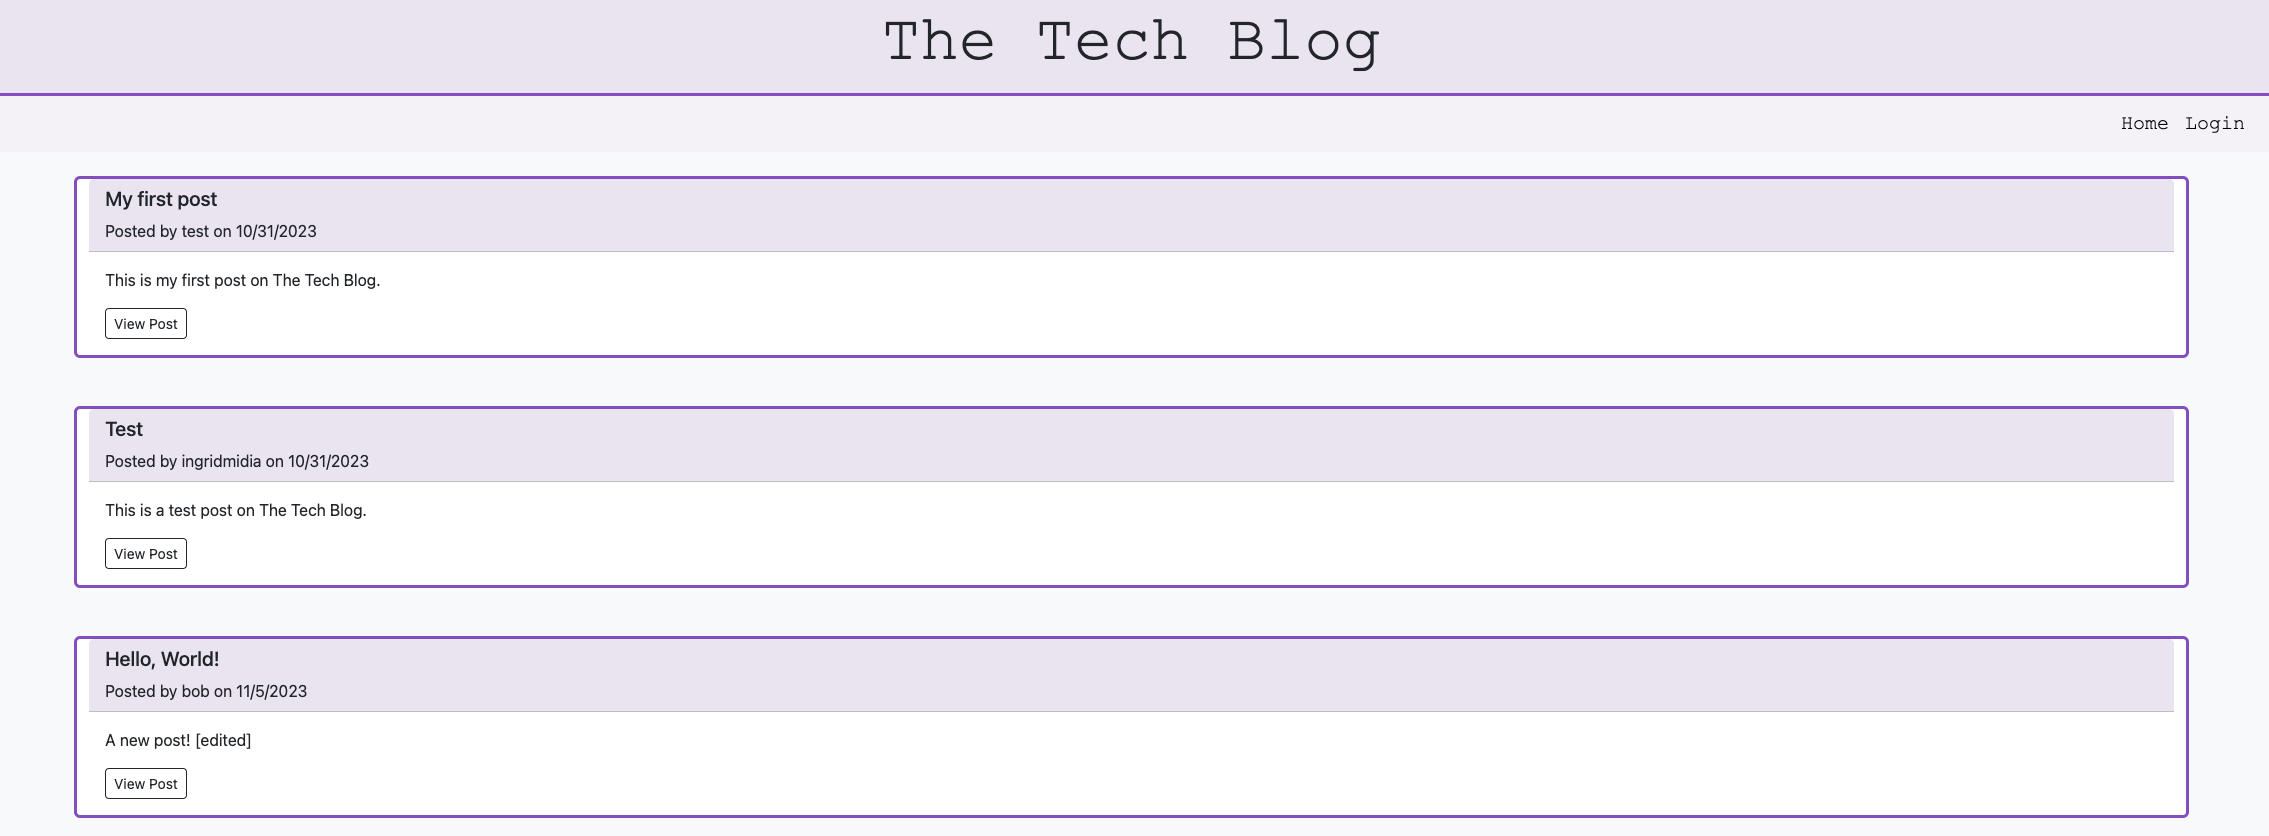 The Tech Blog
Home Login
My first post
Posted by test on 10/31/2023
This is my first post on The Tech Blog.
View Post
Test
Posted by ingridmidia on 10/31/2023
This is a test post on The Tech Blog.
View Post
Hello, World!
Posted by bob on 11/5/2023
A new post! [edited]
View Post